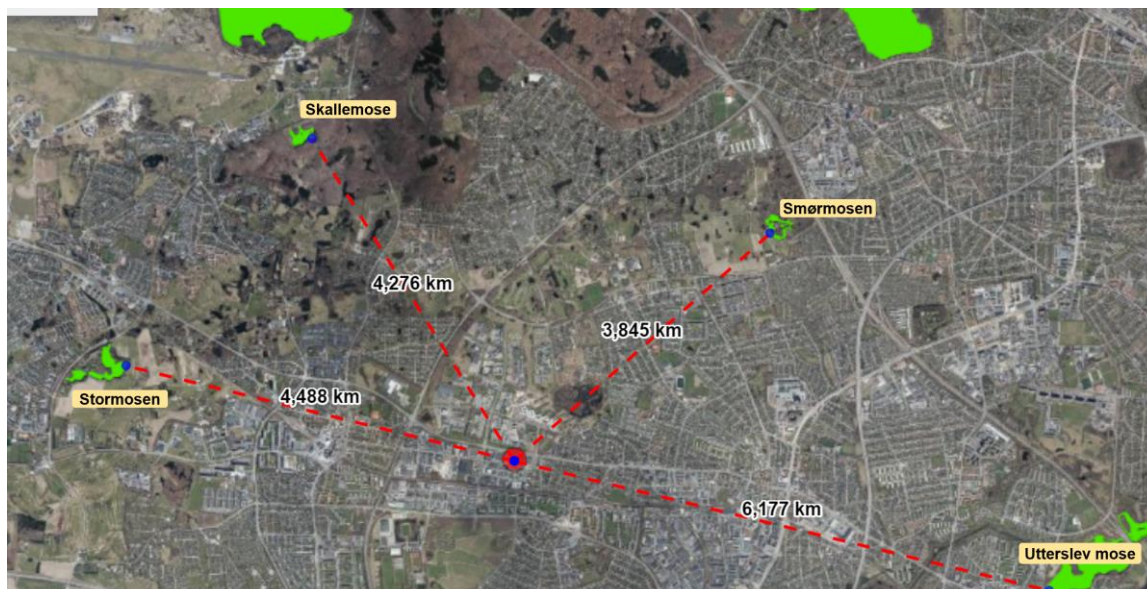 Skallemose
Smørmosen
4,276 km
3,845 km
Stormosen
4,488 km
6,177 km
Utterslev mose